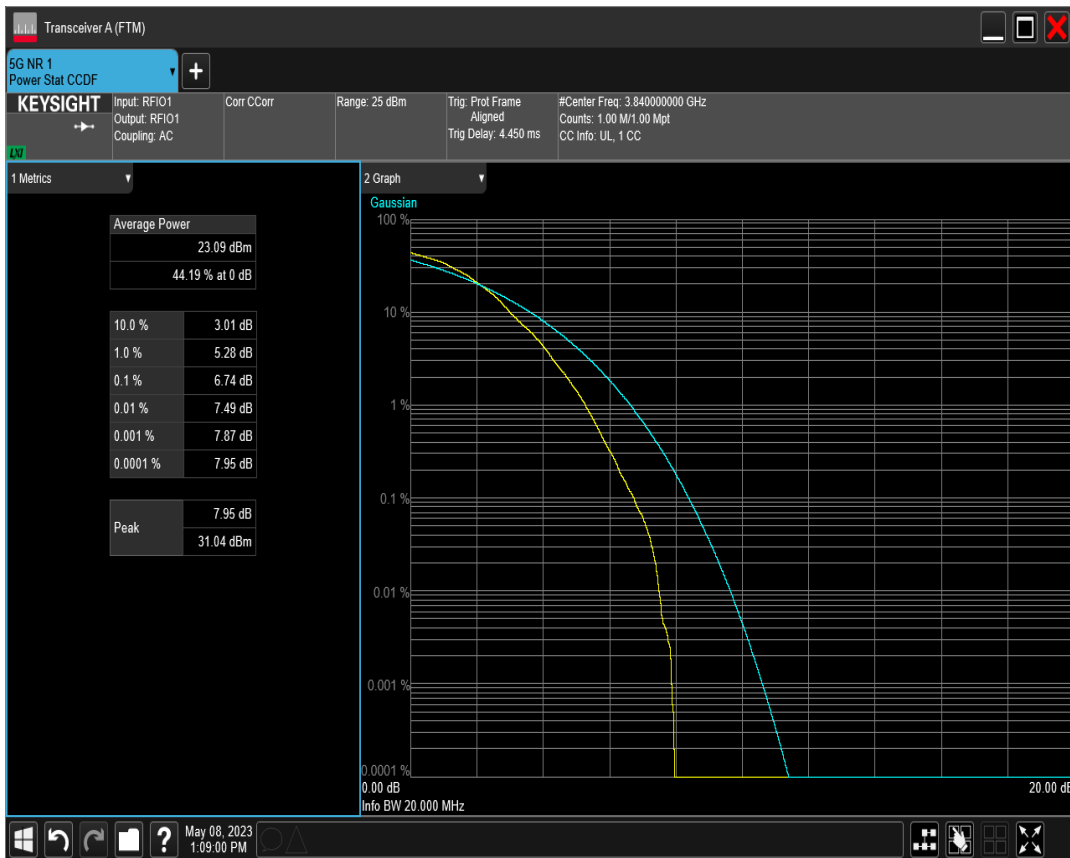 Transceiver A (FTM)
5G NR 1
Power Stat CCDF
+
KEYSIGHT
LXI
Input: RFIO1
Output: RFIO1
Coupling: AC
Corr CCorr
Range: 25 dBm
Trig: Prot Frame
Aligned
Trig Delay: 4.450 ms
#Center Freq: 3.840000000 GHz
Counts: 1.00 M/1.00 Mpt
CC Info: UL, 1 CC
1 Metrics
Average Power
23.09 dBm
44.19 % at 0 dB
10.0 % 3.01 dB
1.0 % 5.28 dB
0.1 % 6.74 dB
0.01 % 7.49 dB
0.001 % 7.87 dB
0.0001 % 7.95 dB
Peak
7.95 dB
31.04 dBm
2 Graph
Gaussian
100 %
10 %
1 %
0.1 %
0.01 %
0.001 %
0.0001 %
0.00 dB 20.00 dB
Info BW 20.000 MHz
?
May 08, 2023
1:09:00 PM